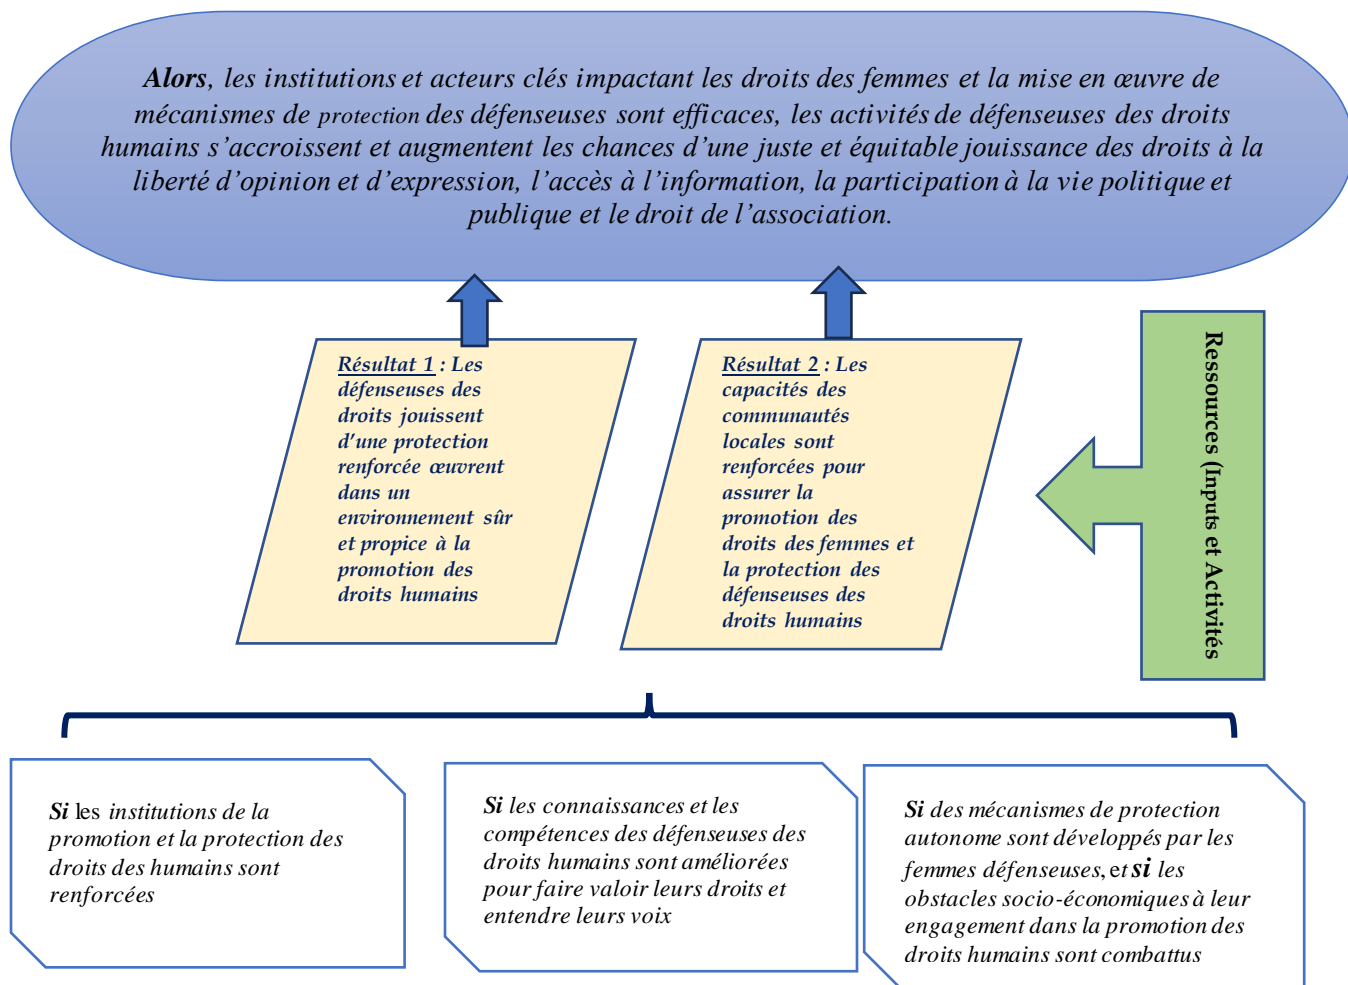 Alors, les institutions et acteurs clés impactant les droits des femmes et la mise en œuvre de
mécanismes de protection des défenseuses sont efficaces, les activités de défenseuses des droits
humains s’accroissent et augmentent les chances d’une juste et équitable jouissance des droits à la
liberté d’opinion et d’expression, l’accès à l’information, la participation à la vie politique et
publique et le droit de l’association.
Résultat 1 : Les
défenseuses des
droits jouissent
d’une protection
renforcée œuvrent
dans un
environnement sûr
et propice à la
promotion des
droits humains
Résultat 2 : Les
capacités des
communautés
locales sont
renforcées pour
assurer la
promotion des
droits des femmes et
la protection des
défenseuses des
droits humains
Ressources (Inputs et Activités
Si les institutions de la
promotion et la protection des
droits des humains sont
renforcées
Si les connaissances et les
compétences des défenseuses des
droits humains sont améliorées
pour faire valoir leurs droits et
entendre leurs voix
Si des mécanismes de protection
autonome sont développés par les
femmes défenseuses, et si les
obstacles socio-économiques à leur
engagement dans la promotion des
droits humains sont combattus